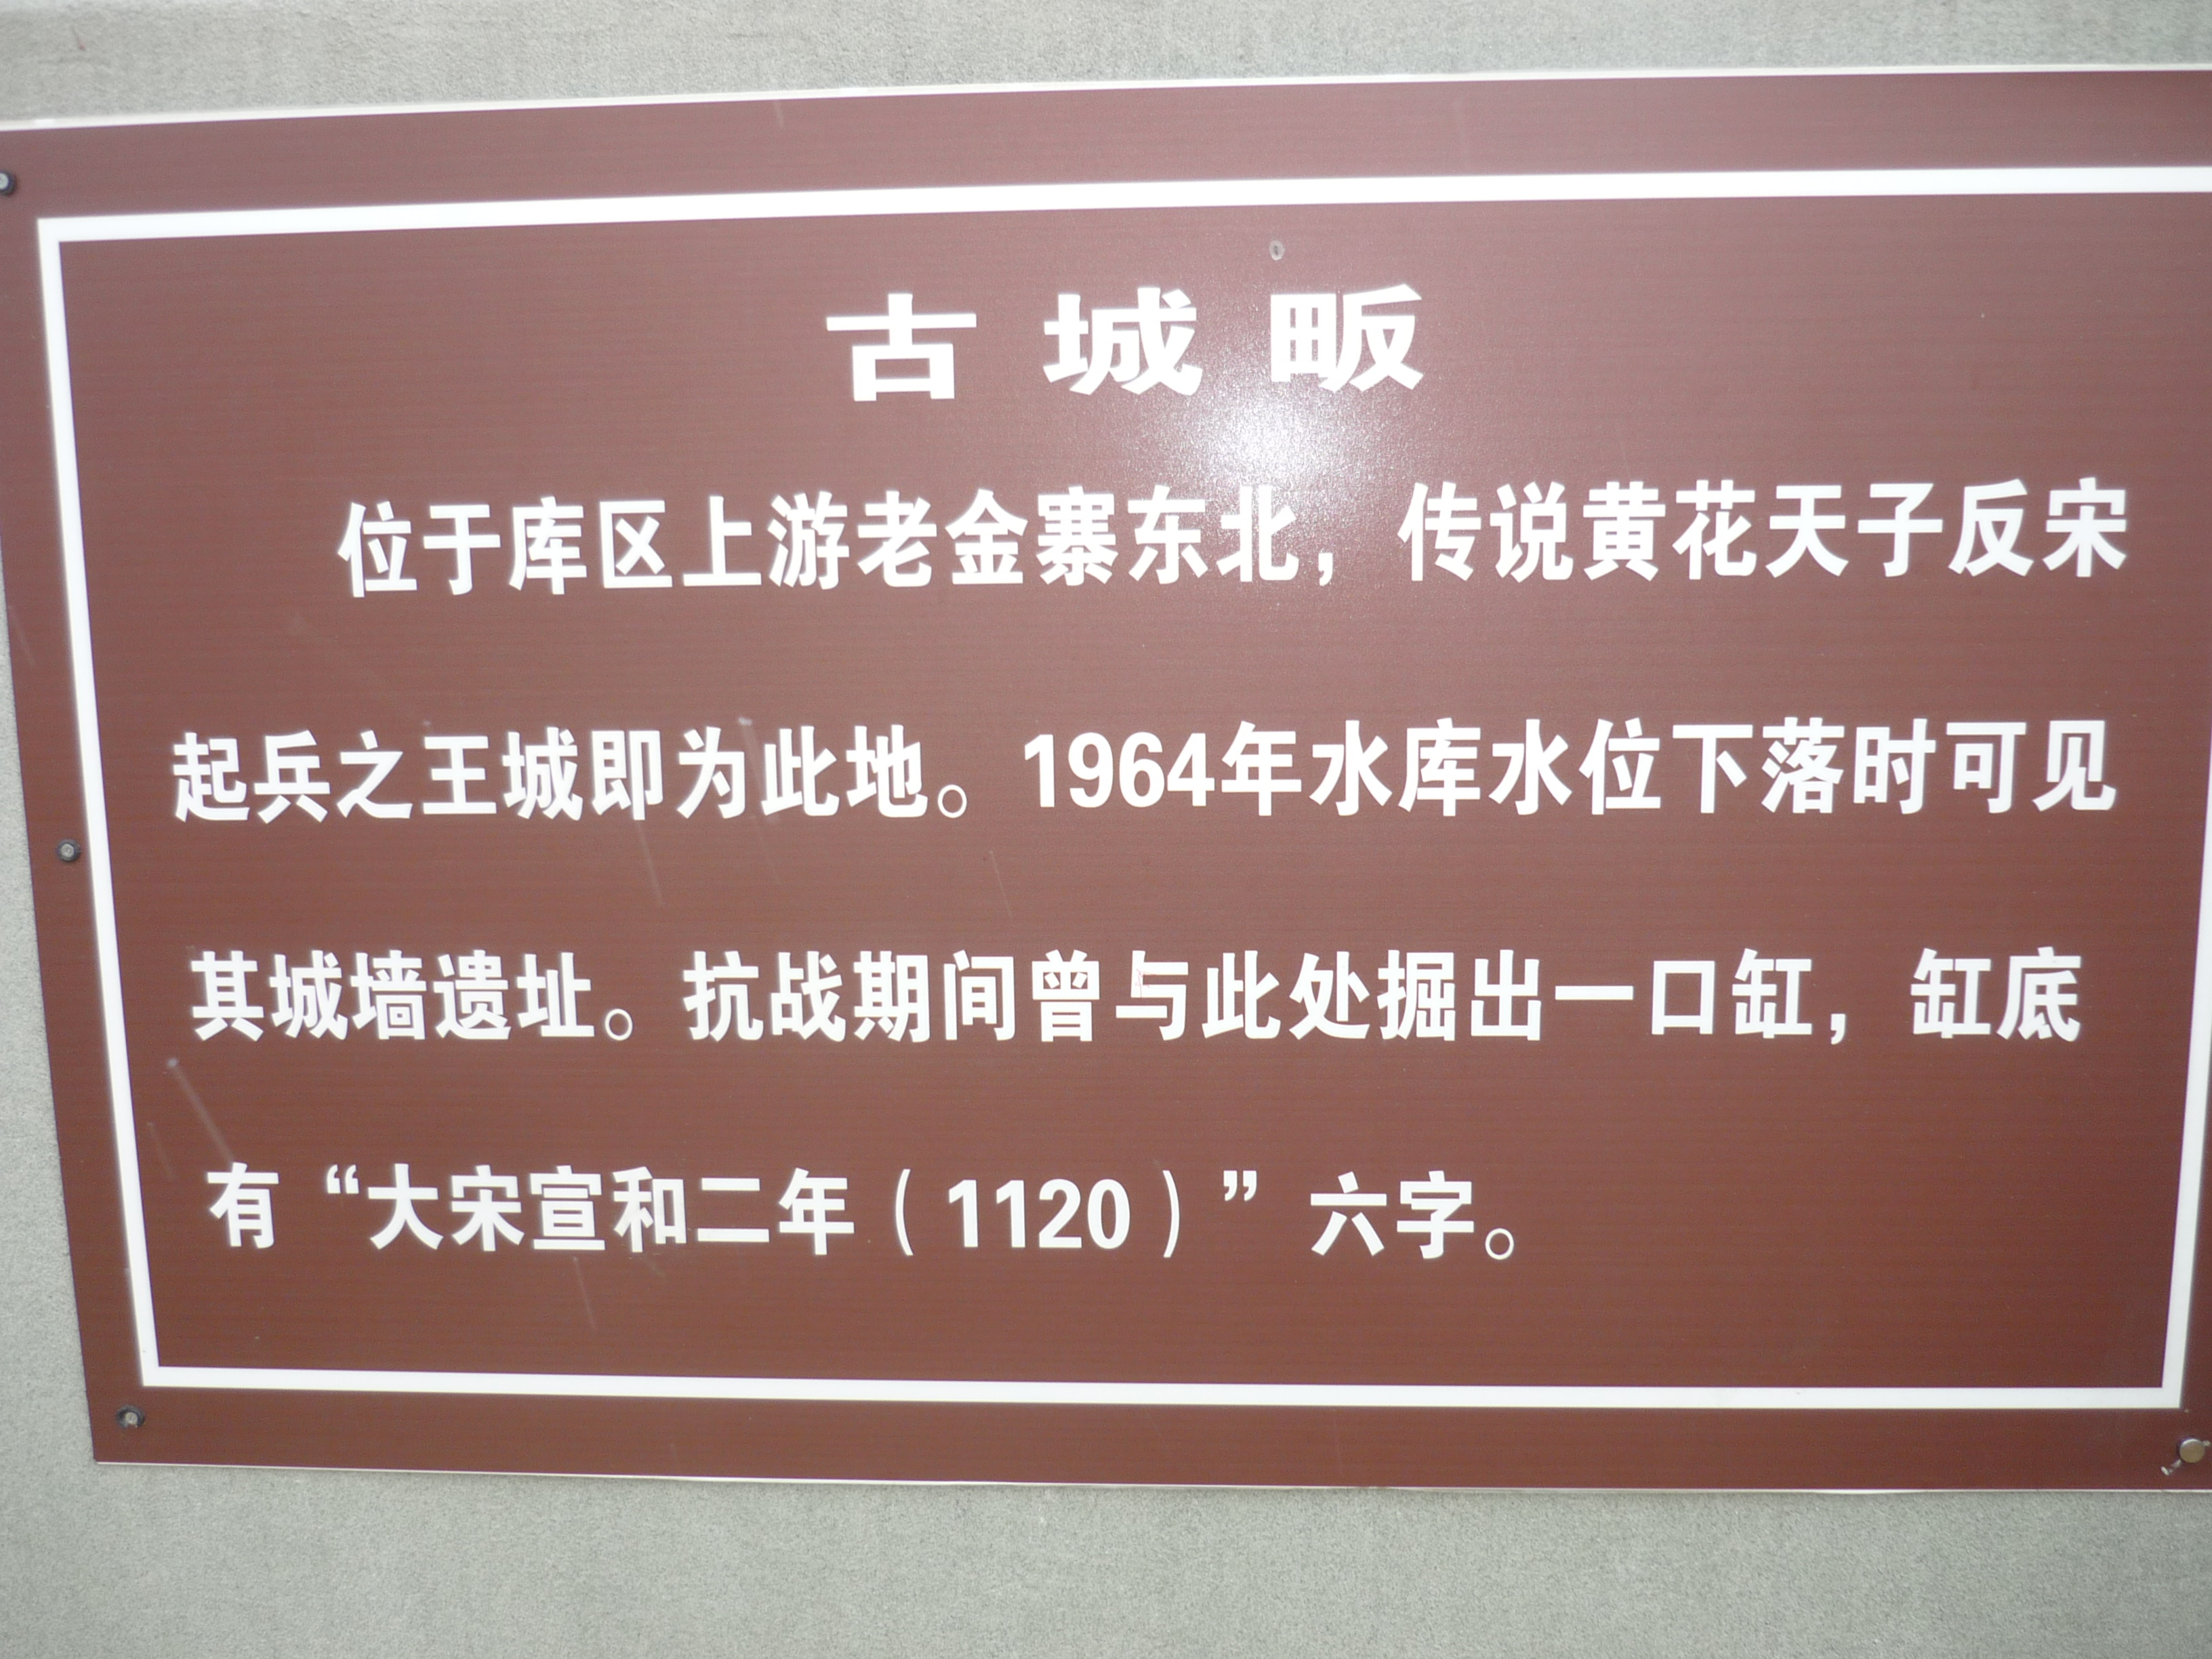 古城畈
位于库区上游老金寨东北，传说黄花天子反宋
起兵之王城即为此地。1964年水库水位下落时可见
其城墙遗址。抗战期间曾与此处掘出一口缸，缸底
有“大宋宣和二年（1120）”六字。